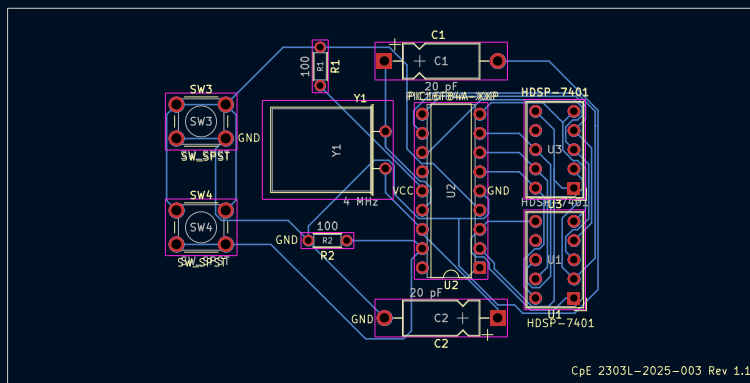 C1
C1
20 pF
100
R1
R1
HDSP-7401
Y1
Y1
4 MHz
SW3
SW3
GND
SW_SPST
VCC
U2
GND
U3
HDSP-7401
U3
SW4
SW4
SW_SPST
GND
100
R2
R2
U2
U1
U1
HDSP-7401
20 pF
GND
C2
C2
CpE 2303L-2025-003 Rev 1.1